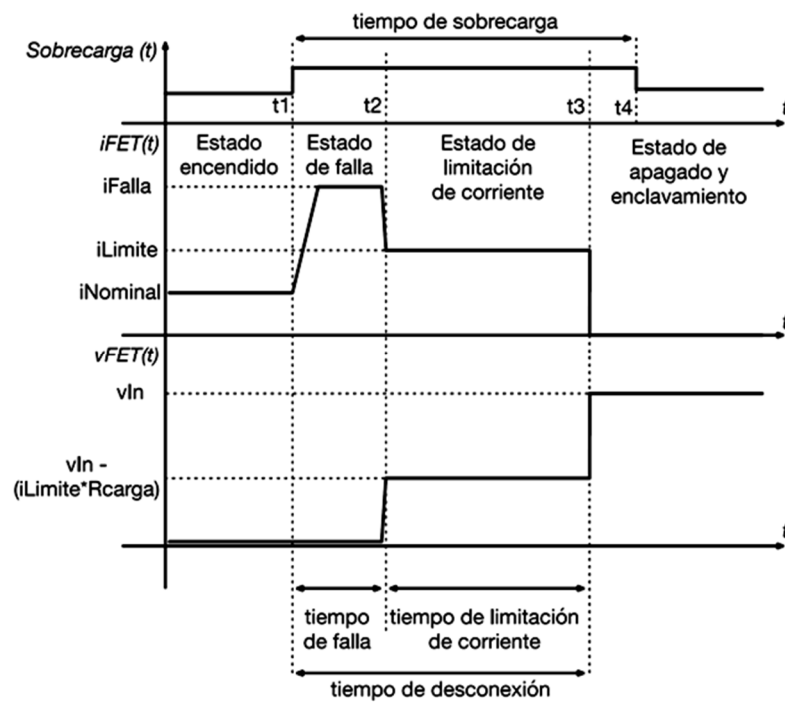 tiempo de sobrecarga
Sobrecarga (t)
t1
t2
t3
t4
t
iFET(t)
Estado
encendido
Estado
de falla
Estado de
limitación
de corriente
Estado de
apagado y
enclavamiento
iFalla
iLimite
iNominal
t
vFET(t)
vIn
vIn -
(iLimite*Rcarga)
t
tiempo
de falla
tiempo de limitación
de corriente
tiempo de desconexión